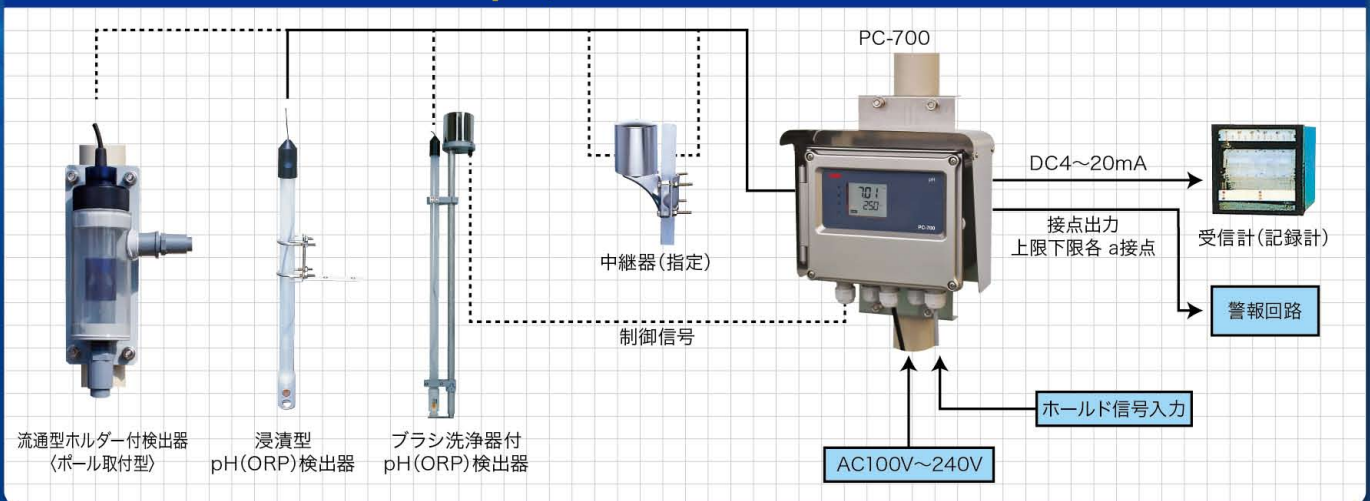 PC-700
DC4～20mA
接点出力
上限下限各 a接点
受信計(記録計)
中継器(指定)
7.01
25.0
pH
PC-700
制御信号
警報回路
ホールド信号入力
AC100V～240V
流通型ホルダー付検出器
〈ポール取付型〉
浸漬型
pH(ORP)検出器
ブラシ洗浄器付
pH(ORP)検出器